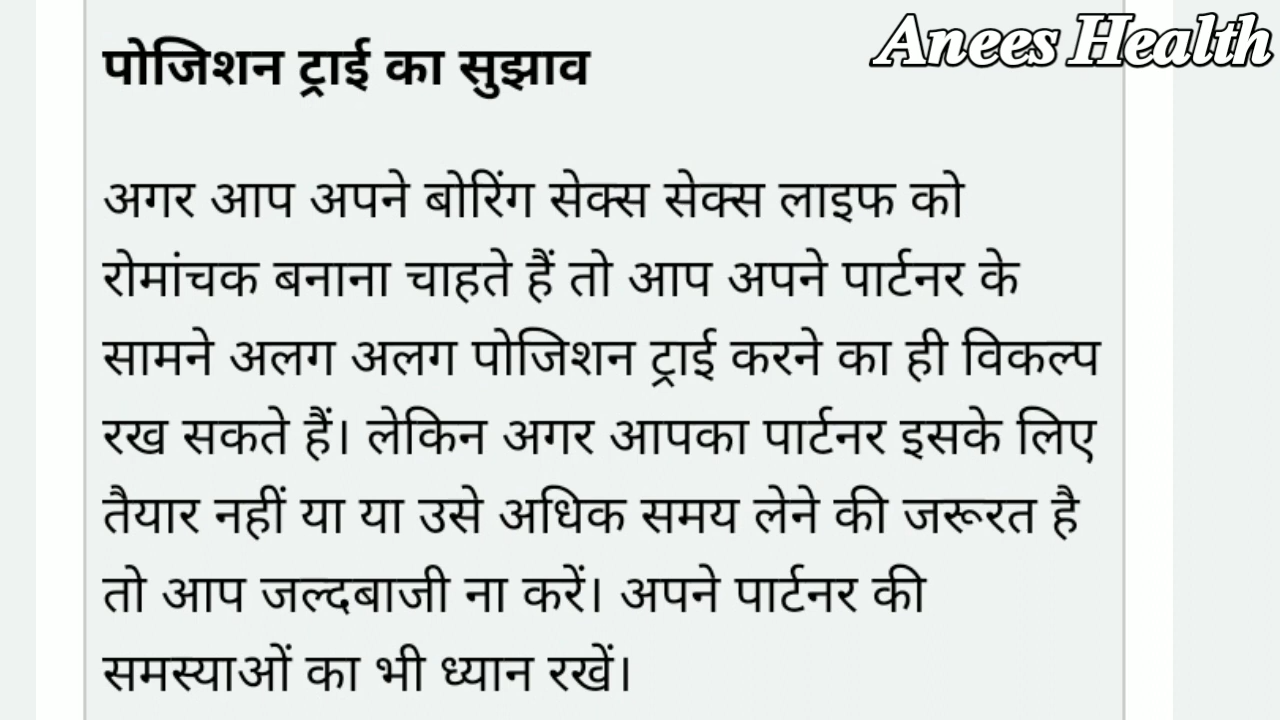 Anees Health
पोजिशन ट्राई का सुझाव
अगर आप अपने बोरिंग सेक्स सेक्स लाइफ को
रोमांचक बनाना चाहते हैं तो आप अपने पार्टनर के
सामने अलग अलग पोजिशन ट्राई करने का ही विकल्प
रख सकते हैं। लेकिन अगर आपका पार्टनर इसके लिए
तैयार नहीं या या उसे अधिक समय लेने की जरूरत है
तो आप जल्दबाजी ना करें। अपने पार्टनर की
समस्याओं का भी ध्यान रखें।